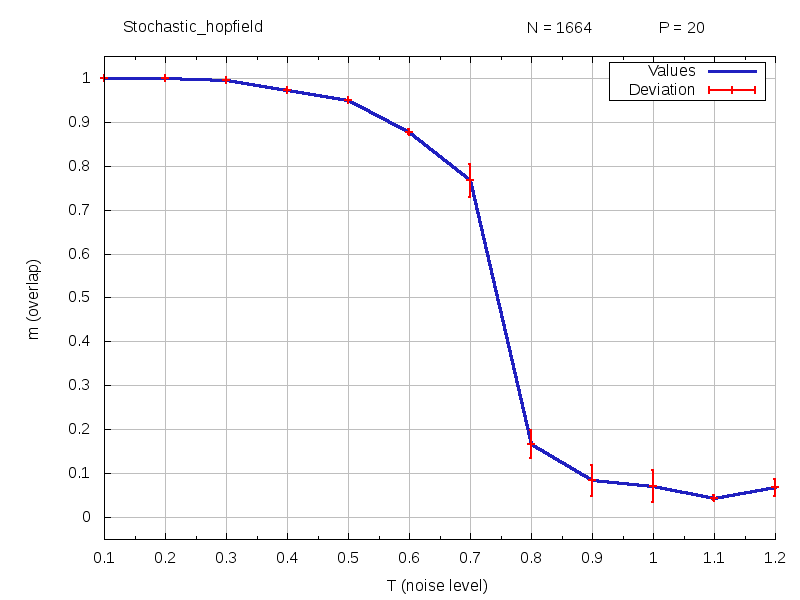 Stochastic_hopfield N = 1664 P = 20
Values
Deviation
1
0.9
0.8
0.7
0.6
0.5
0.4
0.3
0.2
0.1
0
m (overlap)
0.1 0.2 0.3 0.4 0.5 0.6 0.7 0.8 0.9 1 1.1 1.2
T (noise level)